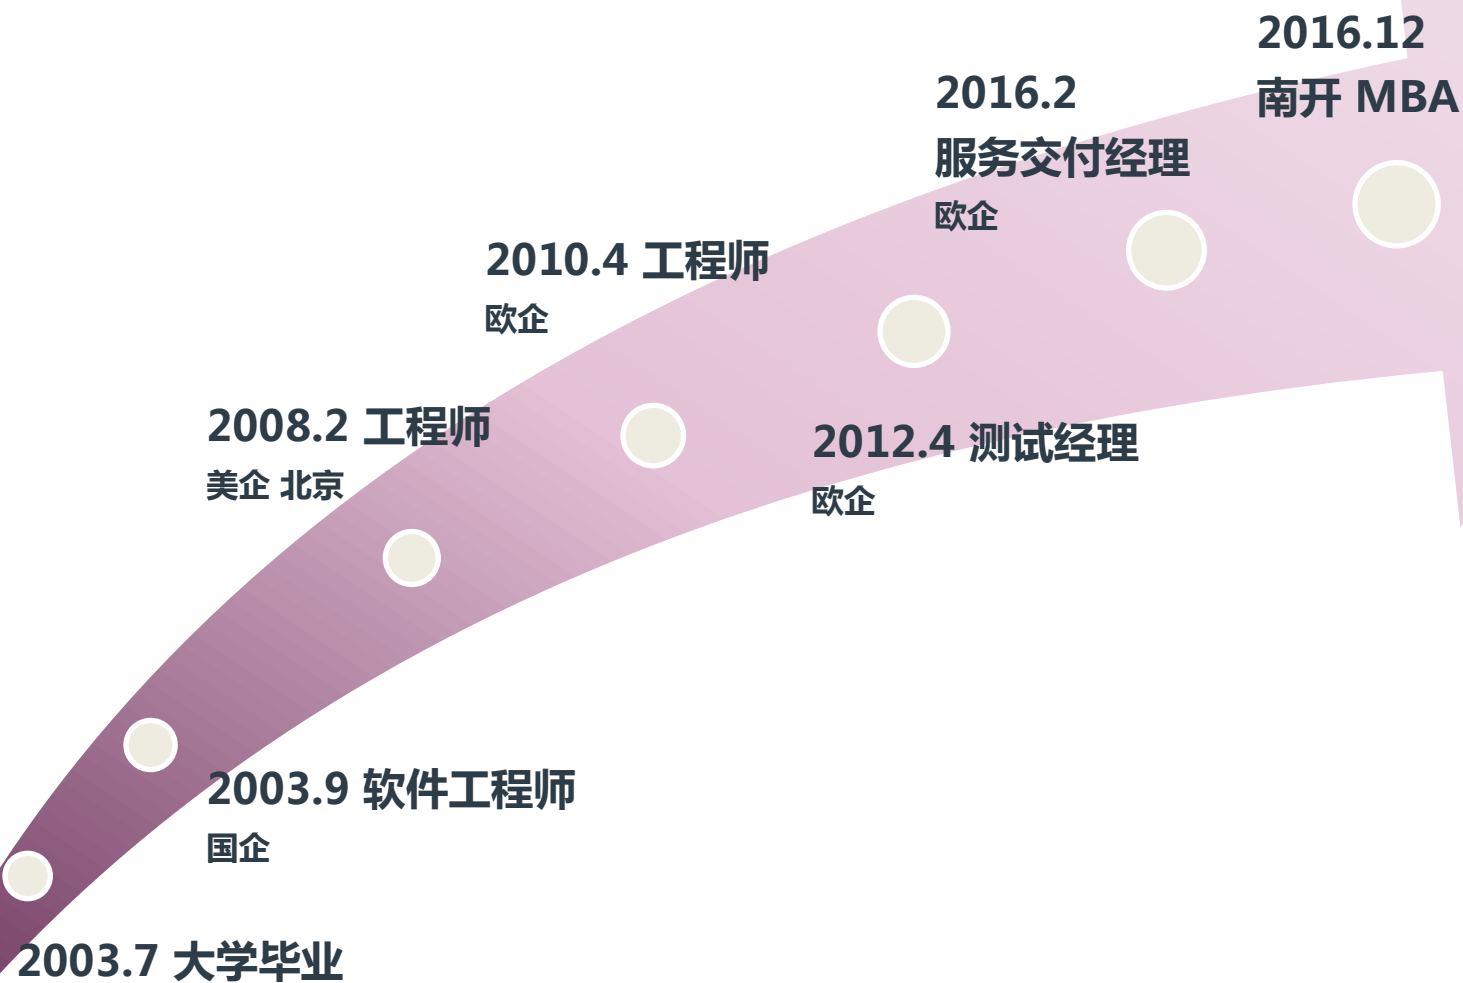 2016.12
南开 MBA
2016.2
服务交付经理
欧企
2010.4 工程师
欧企
2008.2 工程师
美企 北京
2012.4 测试经理
欧企
2003.9 软件工程师
国企
2003.7 大学毕业